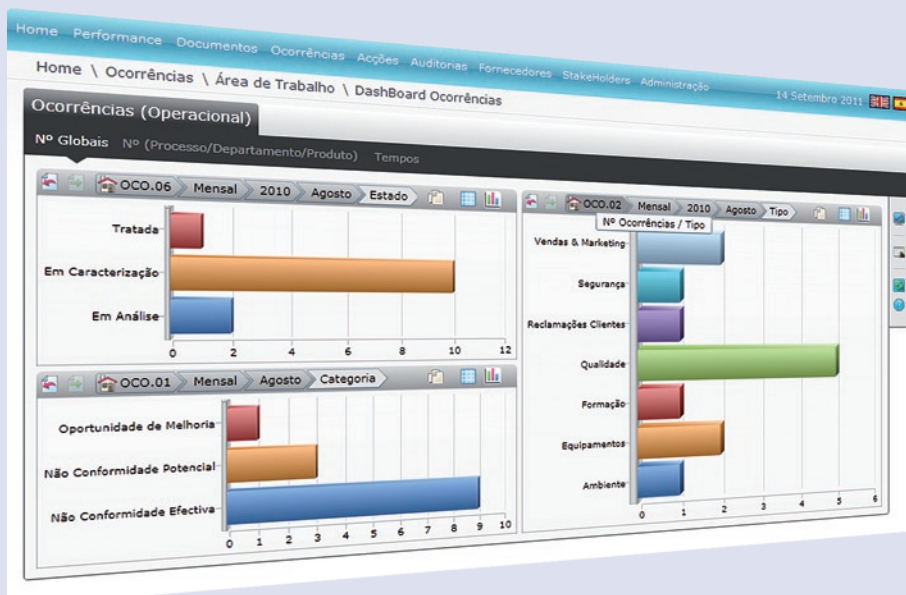 Home Performance Documentos Ocorrências Acções Auditorias Fornecedores StakeHolders Administração 14 Setembro 2011
Home \ Ocorrências \ Área de Trabalho \ DashBoard Ocorrências
Ocorrências (Operacional)
Nº Globais Nº (Processo/Departamento/Produto) Tempos
OCO.06 Mensal 2010 Agosto Estado
Tratada
Em Caracterização
Em Análise
0 2 4 6 8 10 12
OCO.01 Mensal Agosto Categoria
Oportunidade de Melhoria
Não Conformidade Potencial
Não Conformidade Efectiva
0 1 2 3 4 5 6 7 8 9 10
OCO.02 Mensal 2010 Agosto Tipo
Nº Ocorrências / Tipo
Vendas & Marketing
Segurança
Reclamações Clientes
Qualidade
Formação
Equipamentos
Ambiente
0 1 2 3 4 5 6